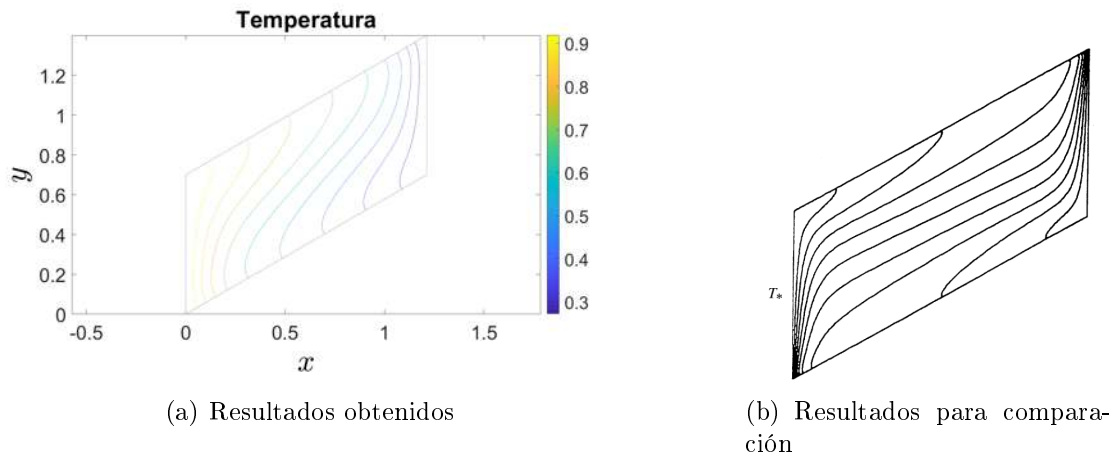 Temperatura
1.2
1
0.8
0.6
0.4
0.2
0
y
-0.5
0
0.5
1
1.5
x
0.9
0.8
0.7
0.6
0.5
0.4
0.3
T*
(a) Resultados obtenidos
(b) Resultados para compara-
ción